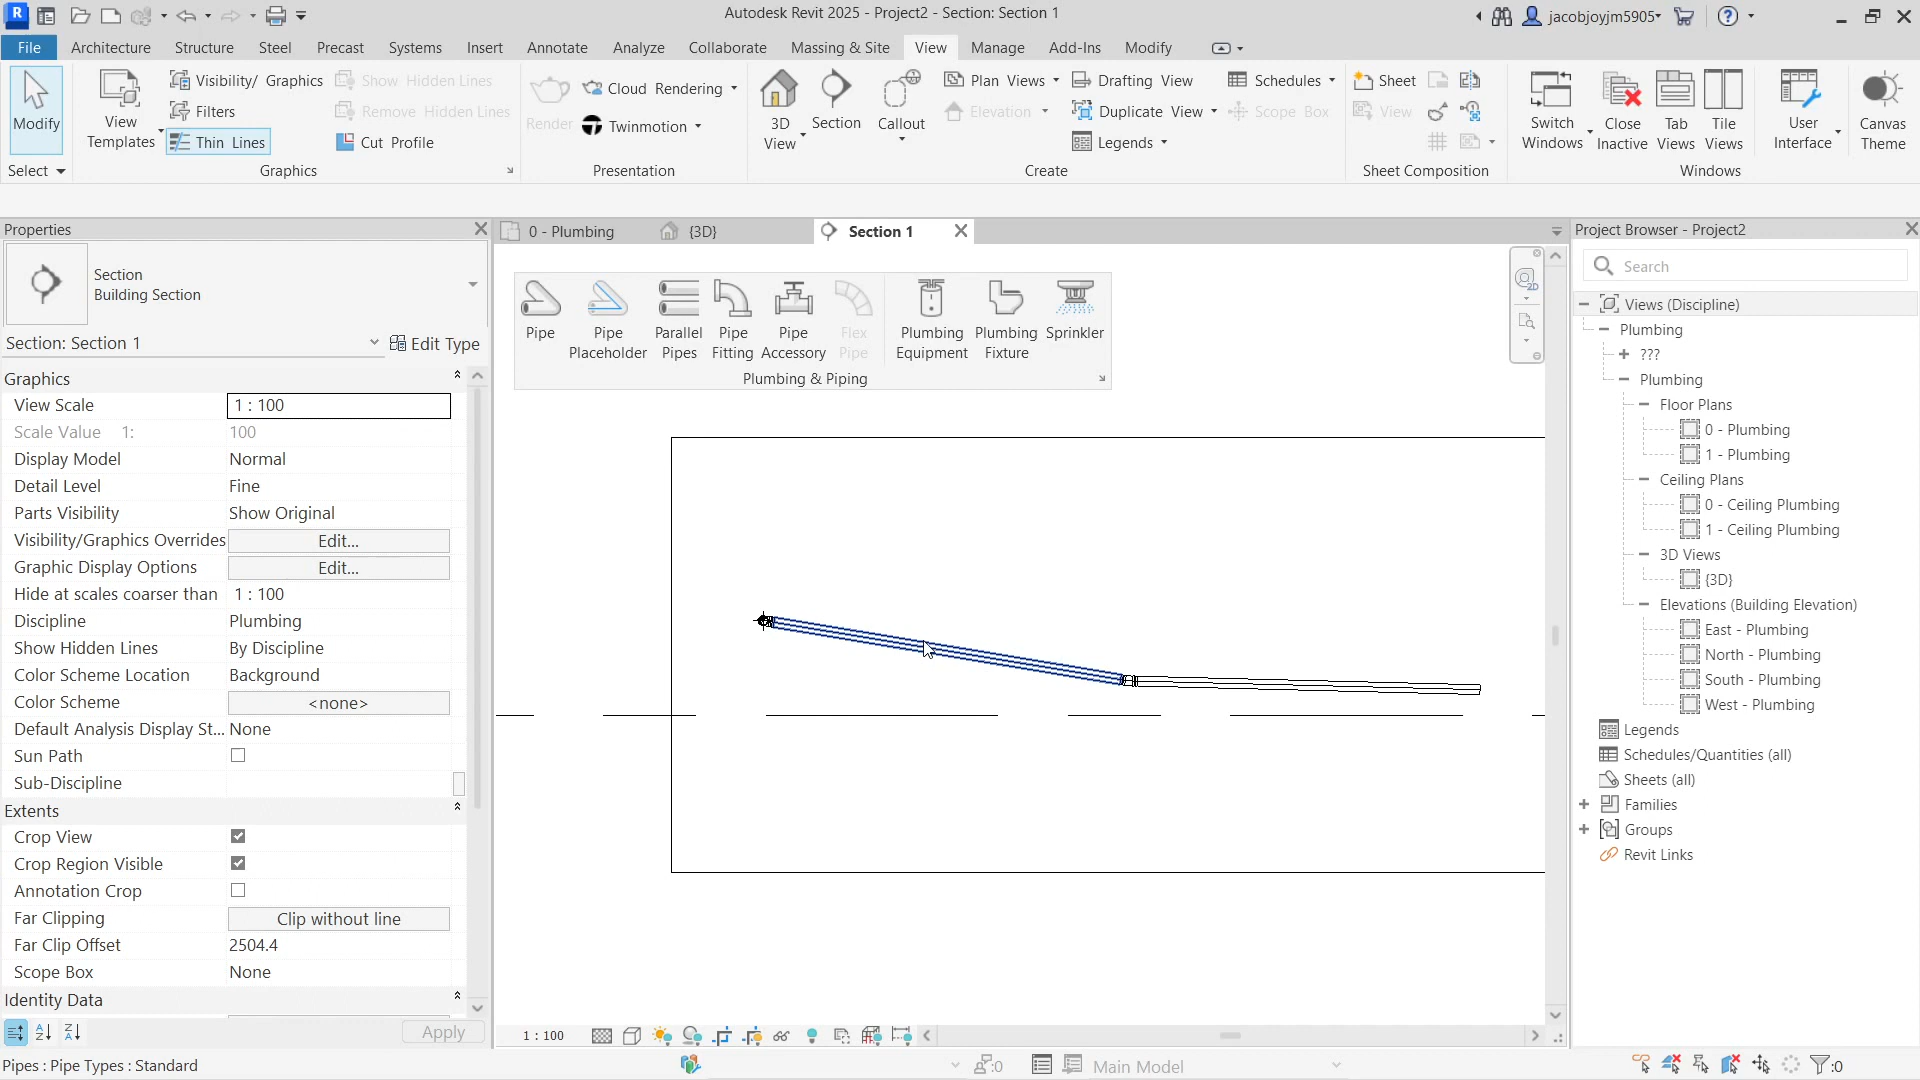 Autodesk Revit 2025 - Project2 - Section: Section 1
jacobjoyjm5905
File Architecture Structure Steel Precast Systems Insert Annotate Analyze Collaborate Massing & Site View Manage Add-Ins Modify
Modify
View Templates
Visibility/ Graphics
Filters
Thin Lines
Show Hidden Lines
Remove Hidden Lines
Cut Profile
Render
Cloud Rendering
Twinmotion
3D View
Section
Callout
Plan Views
Elevation
Drafting View
Duplicate View
Legends
Schedules
Scope Box
Sheet
View
Switch Windows
Close Inactive
Tab Views
Tile Views
User Interface
Canvas Theme
Select Graphics Presentation Create Sheet Composition Windows
Properties
Section
Building Section
Section: Section 1 Edit Type
Graphics
View Scale 1 : 100
Scale Value 1: 100
Display Model Normal
Detail Level Fine
Parts Visibility Show Original
Visibility/Graphics Overrides Edit...
Graphic Display Options Edit...
Hide at scales coarser than 1 : 100
Discipline Plumbing
Show Hidden Lines By Discipline
Color Scheme Location Background
Color Scheme <none>
Default Analysis Display St... None
Sun Path
Sub-Discipline
Extents
Crop View
Crop Region Visible
Annotation Crop
Far Clipping Clip without line
Far Clip Offset 2504.4
Scope Box None
Identity Data
Apply
0 - Plumbing {3D} Section 1
Pipe
Pipe Placeholder
Parallel Pipes
Pipe Fitting
Pipe Accessory
Flex Pipe
Plumbing Equipment
Plumbing Fixture
Sprinkler
Plumbing & Piping
2D
1 : 100
Project Browser - Project2
Search
Views (Discipline)
Plumbing
???
Plumbing
Floor Plans
0 - Plumbing
1 - Plumbing
Ceiling Plans
0 - Ceiling Plumbing
1 - Ceiling Plumbing
3D Views
{3D}
Elevations (Building Elevation)
East - Plumbing
North - Plumbing
South - Plumbing
West - Plumbing
Legends
Schedules/Quantities (all)
Sheets (all)
Families
Groups
Revit Links
Pipes : Pipe Types : Standard
:0
Main Model
:0